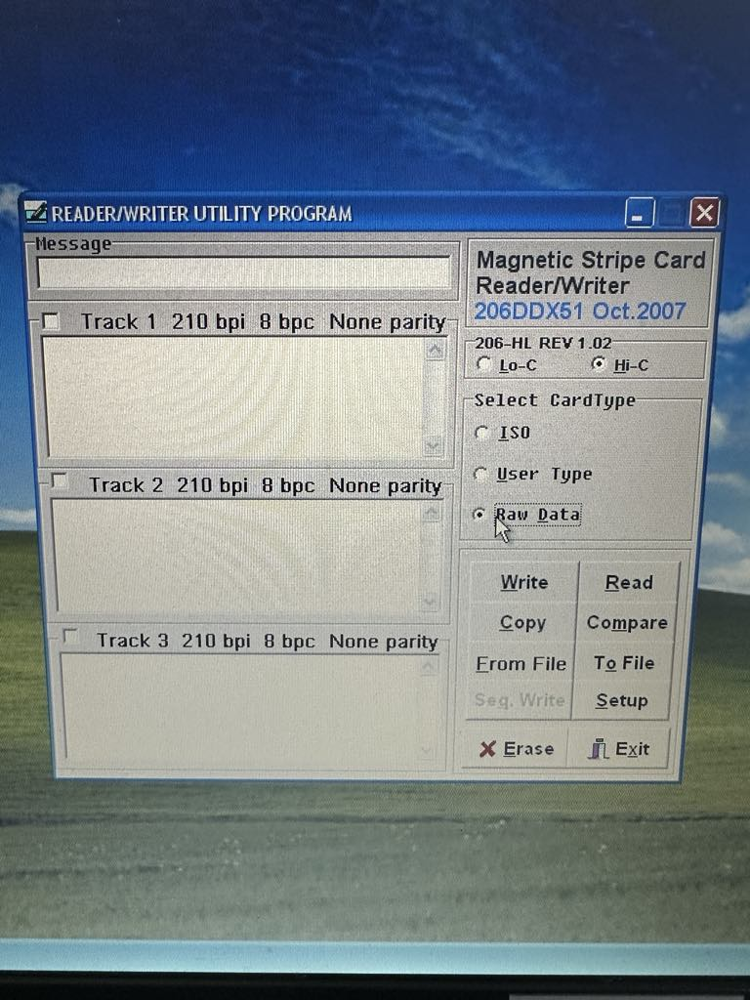 READER/WRITER UTILITY PROGRAM
Message
Magnetic Stripe Card
Reader/Writer
206DDX51 Oct.2007
206-HL REV 1.02
Lo-C Hi-C
Track 1 210 bpi 8 bpc None parity
Select CardType
ISO
User Type
Raw Data
Track 2 210 bpi 8 bpc None parity
Track 3 210 bpi 8 bpc None parity
Write Read
Copy Compare
From File To File
Seq. Write Setup
Erase Exit